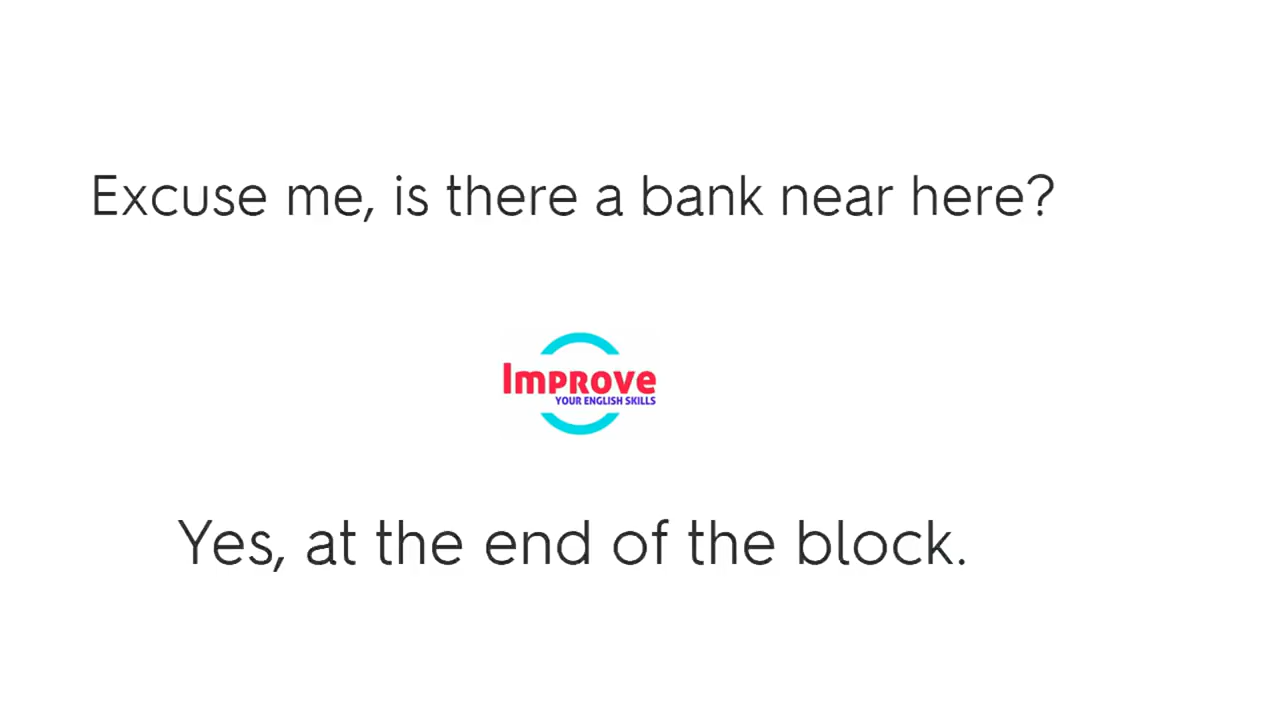 Excuse me, is there a bank near here?
Improve
YOUR ENGLISH SKILLS
Yes, at the end of the block.